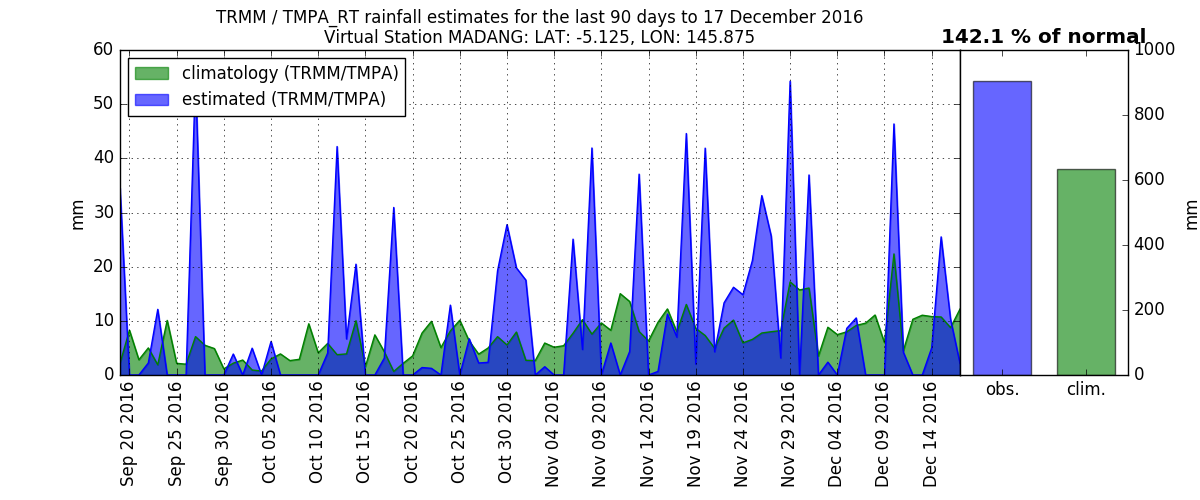 TRMM / TMPA_RT rainfall estimates for the last 90 days to 17 December 2016
Virtual Station MADANG: LAT: -5.125, LON: 145.875
142.1 % of normal
climatology (TRMM/TMPA)
estimated (TRMM/TMPA)
mm
60
50
40
30
20
10
0
Sep 20 2016
Sep 25 2016
Sep 30 2016
Oct 05 2016
Oct 10 2016
Oct 15 2016
Oct 20 2016
Oct 25 2016
Oct 30 2016
Nov 04 2016
Nov 09 2016
Nov 14 2016
Nov 19 2016
Nov 24 2016
Nov 29 2016
Dec 04 2016
Dec 09 2016
Dec 14 2016
obs.
clim.
1000
800
600
400
200
0
mm